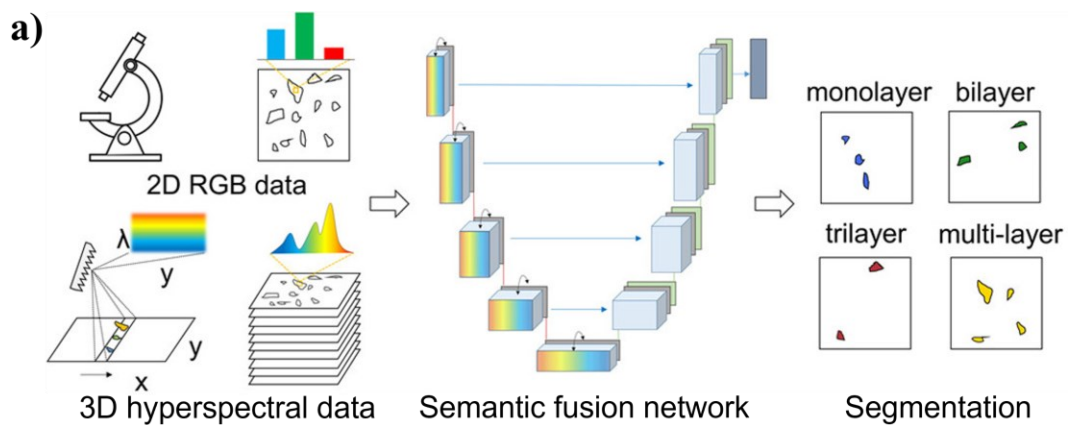 a)
2D RGB data
λ
y
y
x
3D hyperspectral data
Semantic fusion network
monolayer
bilayer
trilayer
multi-layer
Segmentation